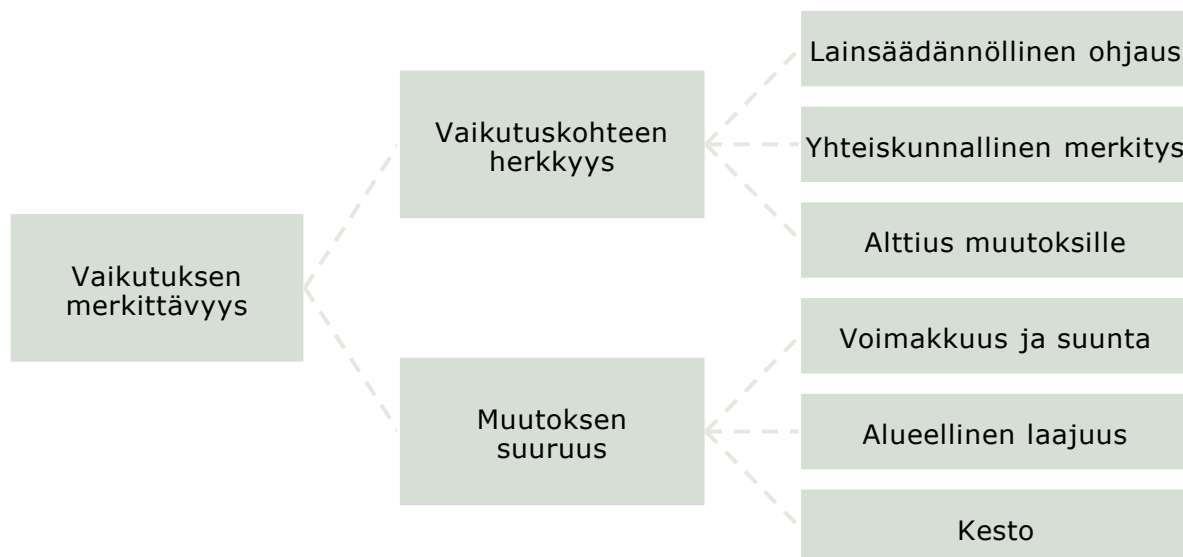 Vaikutuksen
merkittävyys
Vaikutuskohteen
herkkyys
Muutoksen
suuruus
Lainsäädännöllinen ohjaus
Yhteiskunnallinen merkitys
Alttius muutoksille
Voimakkuus ja suunta
Alueellinen laajuus
Kesto